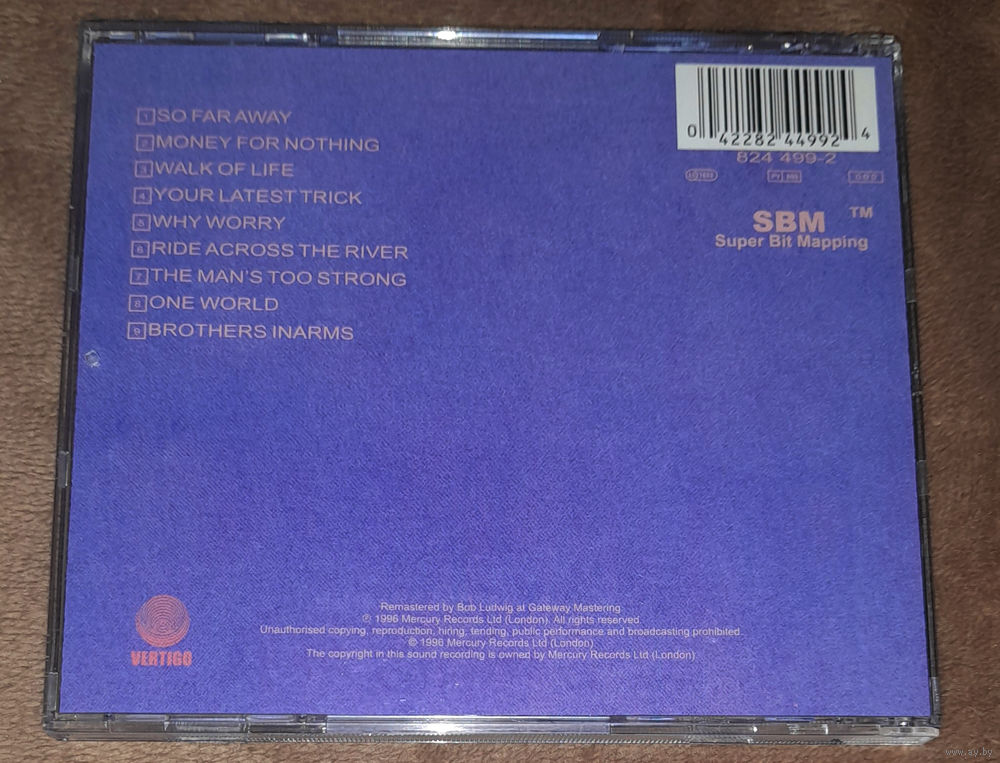 1 SO FAR AWAY
2 MONEY FOR NOTHING
3 WALK OF LIFE
4 YOUR LATEST TRICK
5 WHY WORRY
6 RIDE ACROSS THE RIVER
7 THE MAN'S TOO STRONG
8 ONE WORLD
9 BROTHERS INARMS
0 42282 44992 4
824 499-2
SBM TM
Super Bit Mapping
VERTIGO
Remastered by Bob Ludwig at Gateway Mastering
℗ 1996 Mercury Records Ltd (London). All rights reserved.
Unauthorised copying, reproduction, hiring, tending, public performance and broadcasting prohibited.
© 1996 Mercury Records Ltd (London)
The copyright in this sound recording is owned by Mercury Records Ltd (London)
www.ay.by